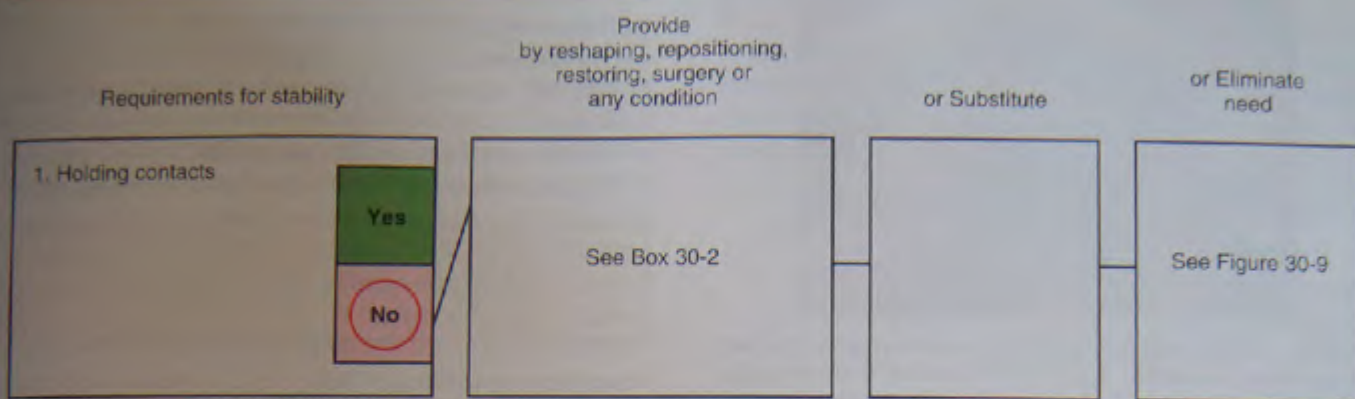 Requirements for stability
Provide
by reshaping, repositioning,
restoring, surgery or
any condition
or Substitute
or Eliminate
need
1. Holding contacts
Yes
No
See Box 30-2
See Figure 30-9